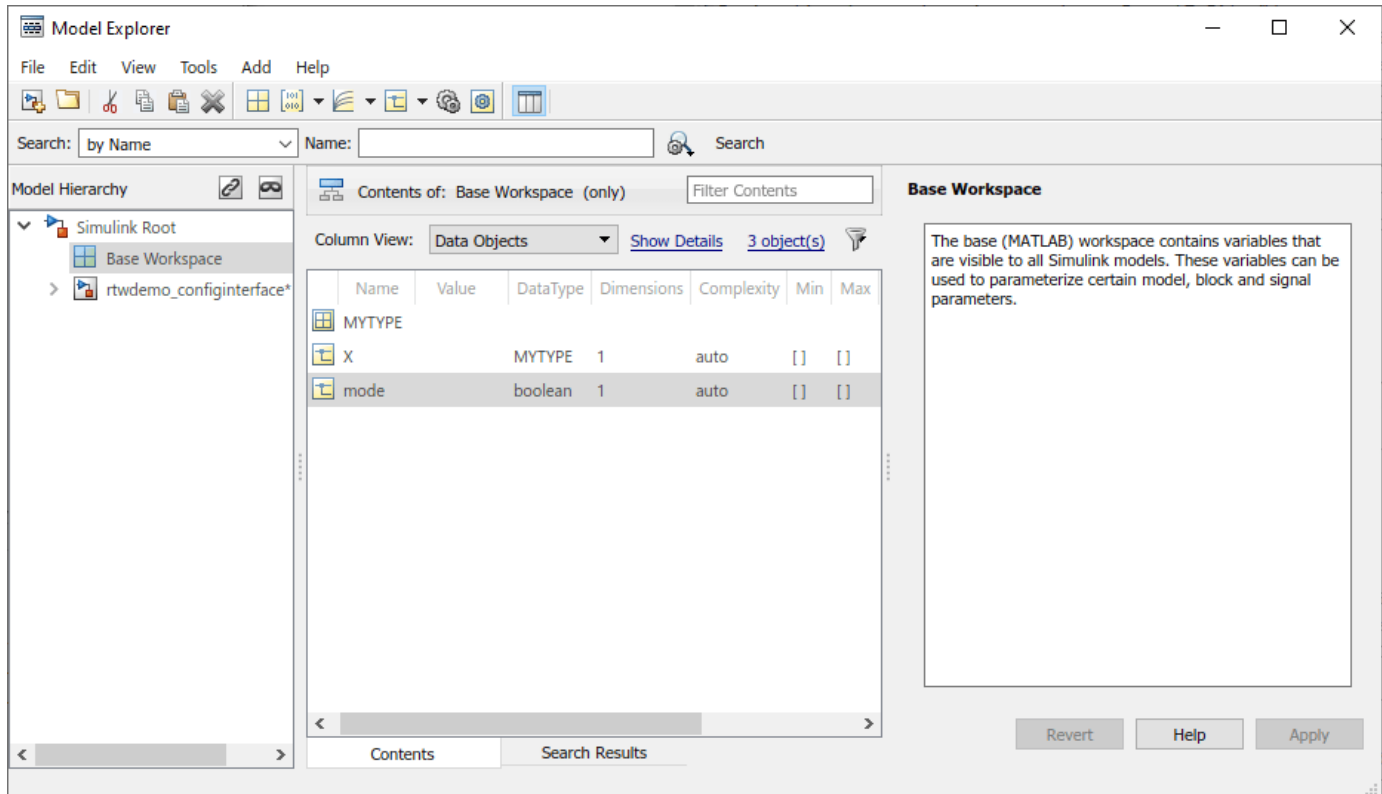 Model Explorer
File Edit View Tools Add Help
Search: by Name Name: Search
Model Hierarchy
Simulink Root
Base Workspace
rtwdemo_configinterface*
Contents of: Base Workspace (only) Filter Contents
Column View: Data Objects Show Details 3 object(s)
Name Value DataType Dimensions Complexity Min Max
MYTYPE
X MYTYPE 1 auto [ ] [ ]
mode boolean 1 auto [ ] [ ]
Contents Search Results
Base Workspace
The base (MATLAB) workspace contains variables that
are visible to all Simulink models. These variables can be
used to parameterize certain model, block and signal
parameters.
Revert Help Apply